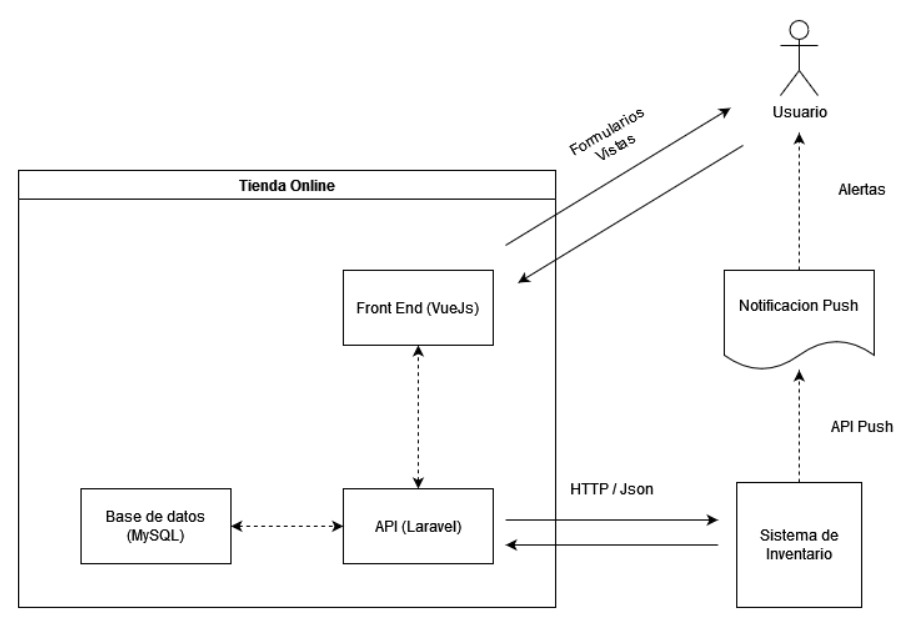 Usuario
Formularios
Vistas
Tienda Online
Alertas
Front End (VueJs)
Notificacion Push
API Push
HTTP / Json
Base de datos
(MySQL)
API (Laravel)
Sistema de
Inventario